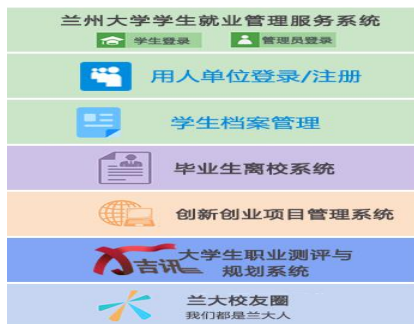 兰州大学学生就业管理服务系统
学生登录 管理员登录
用人单位登录/注册
学生档案管理
毕业生离校系统
创新创业项目管理系统
吉讯 大学生职业测评与
规划系统
兰大校友圈
我们都是兰大人